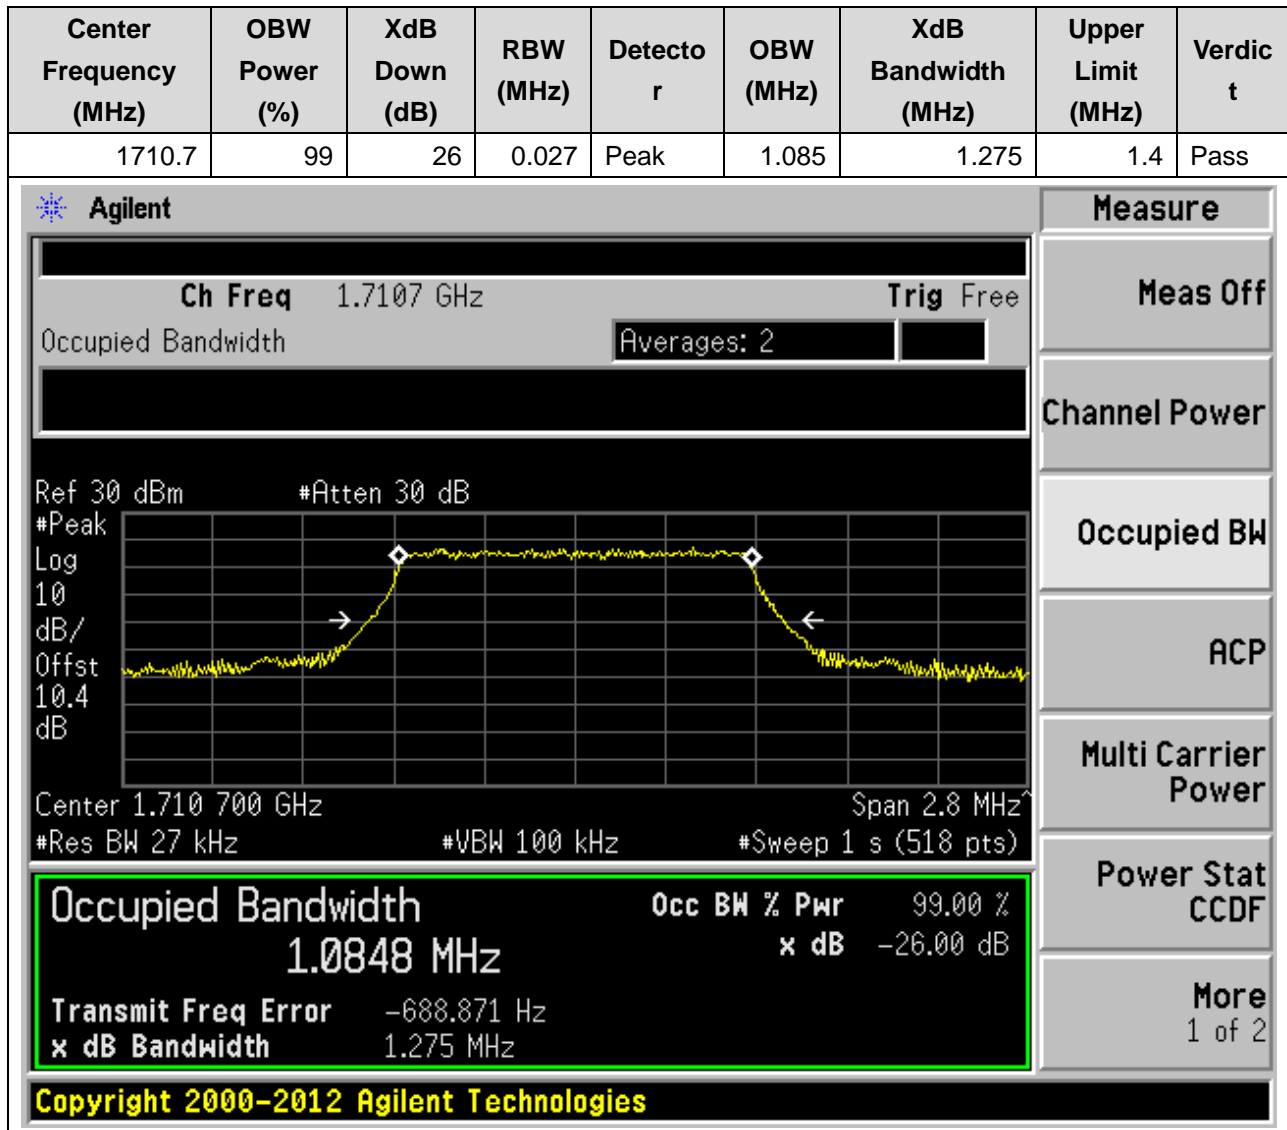 Center Frequency (MHz) OBW Power (%) XdB Down (dB) RBW (MHz) Detecto r OBW (MHz) XdB Bandwidth (MHz) Upper Limit (MHz) Verdic t
1710.7 99 26 0.027 Peak 1.085 1.275 1.4 Pass
Agilent
Measure
Ch Freq 1.7107 GHz Trig Free
Meas Off
Occupied Bandwidth Averages: 2
Channel Power
Ref 30 dBm #Atten 30 dB
#Peak
Log
10
dB/
Offst
10.4
dB
Occupied BW
ACP
Multi Carrier
Power
Center 1.710 700 GHz Span 2.8 MHz^
#Res BW 27 kHz #VBW 100 kHz #Sweep 1 s (518 pts)
Power Stat
CCDF
Occupied Bandwidth Occ BW % Pwr 99.00 %
1.0848 MHz x dB -26.00 dB
Transmit Freq Error -688.871 Hz
x dB Bandwidth 1.275 MHz
More
1 of 2
Copyright 2000-2012 Agilent Technologies